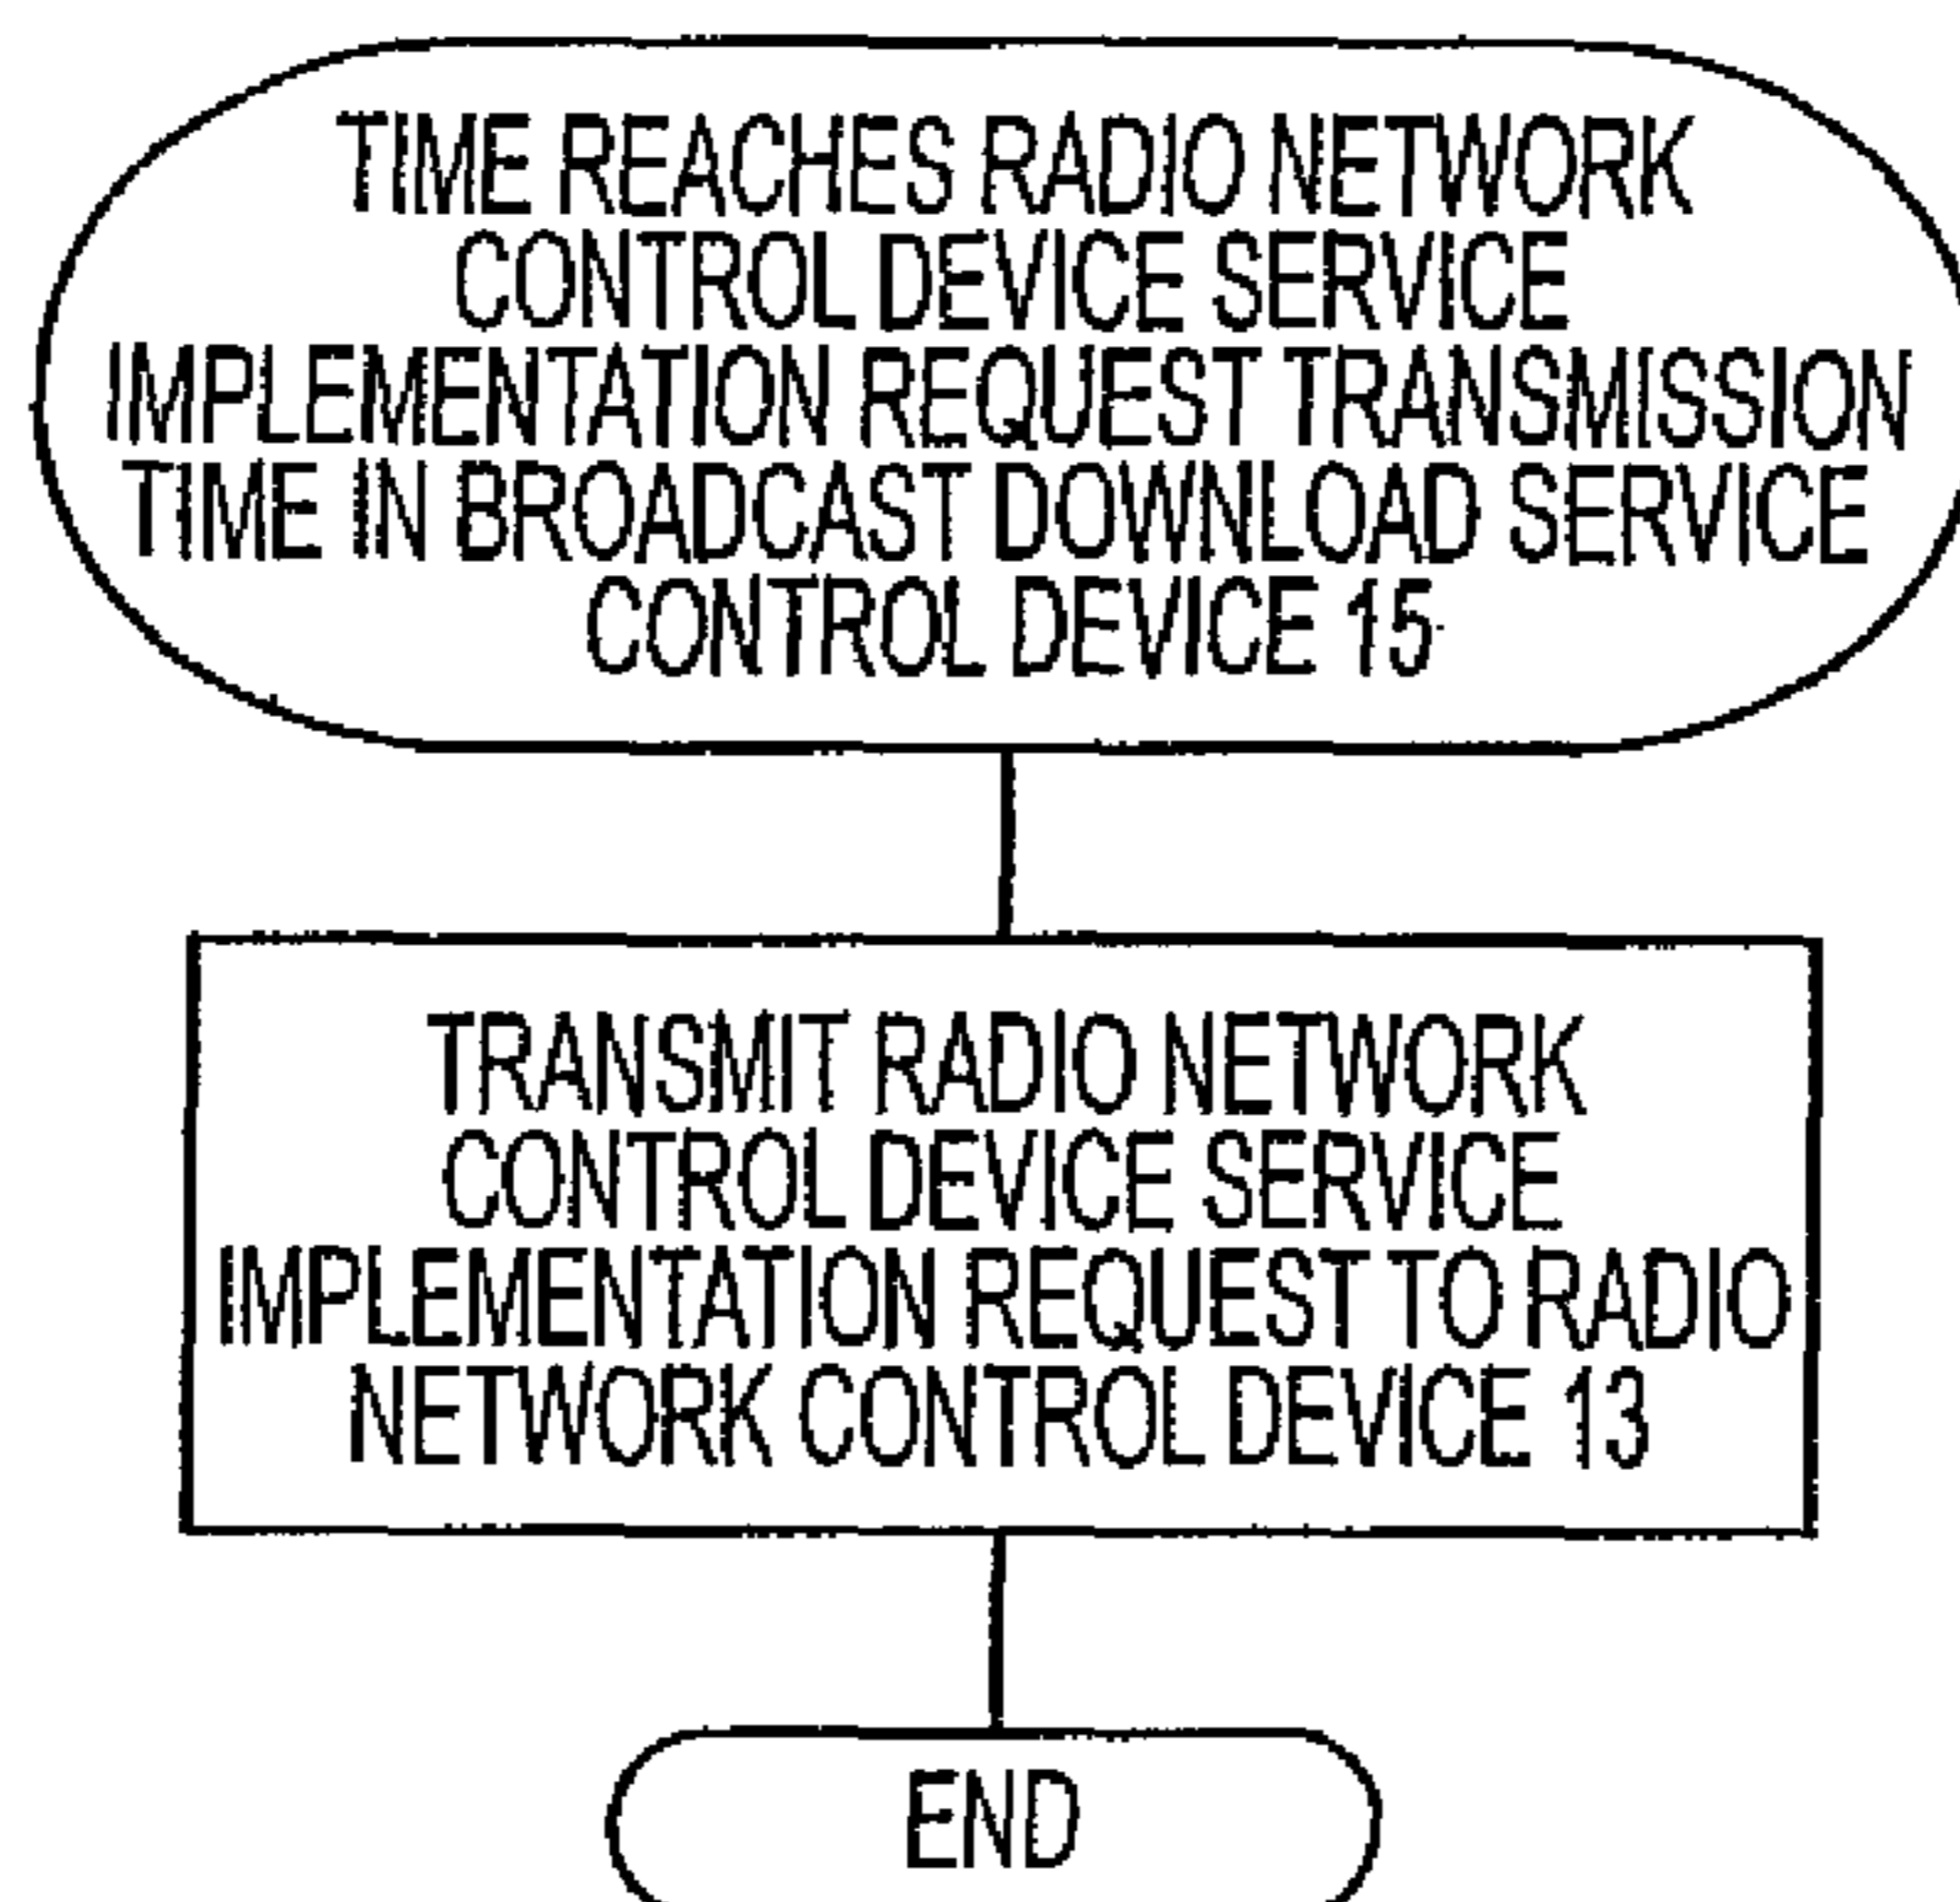 TIME REACHES RADIO NETWORK
CONTROL DEVICE SERVICE
IMPLEMENTATION REQUEST TRANSMISSION
TIME IN BROADCAST DOWNLOAD SERVICE
CONTROL DEVICE 15
TRANSMIT RADIO NETWORK
CONTROL DEVICE SERVICE
IMPLEMENTATION REQUEST TO RADIO
NETWORK CONTROL DEVICE 13
END